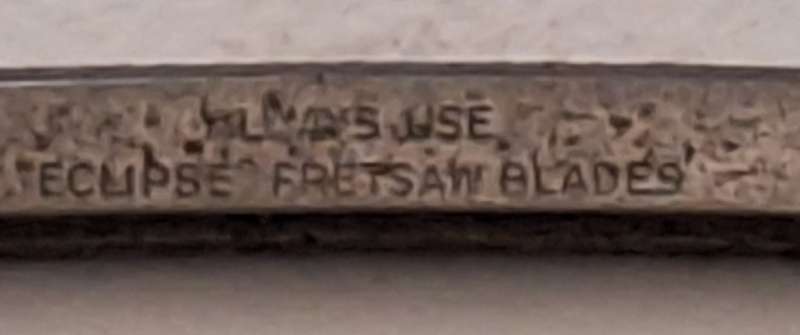 ALWAYS USE
"ECLIPSE" FRETSAW BLADES